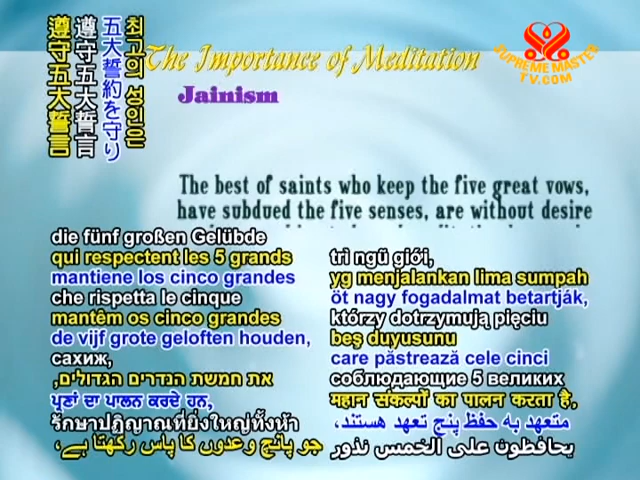 최고의 성인은
五大誓約を守り
遵守五大誓言
遵守五大誓言
The Importance of Meditation
SUPREME MASTER
TV.COM
Jainism
The best of saints who keep the five great vows,
have subdued the five senses, are without desire
die fünf großen Gelübde
qui respectent les 5 grands
mantiene los cinco grandes
che rispetta le cinque
mantêm os cinco grandes
de vijf grote geloften houden,
сахиж,
את חמשת הנדרים הגדולים,
ਪ੍ਰਣਾਂ ਦਾ ਪਾਲਨ ਕਰਦੇ ਹਨ,
รักษาปฏิญาณที่ยิ่งใหญ่ทั้งห้า
جو پانچ وعدوں کا پاس رکھتا ہے،
trì ngũ giới,
yg menjalankan lima sumpah
öt nagy fogadalmat betartják,
którzy dotrzymują pięciu
beş duyusunu
care păstrează cele cinci
соблюдающие 5 великих
महान संकल्पों का पालन करता है,
متعهد به حفظ پنج تعهد هستند،
يحافظون على الخمس نذور